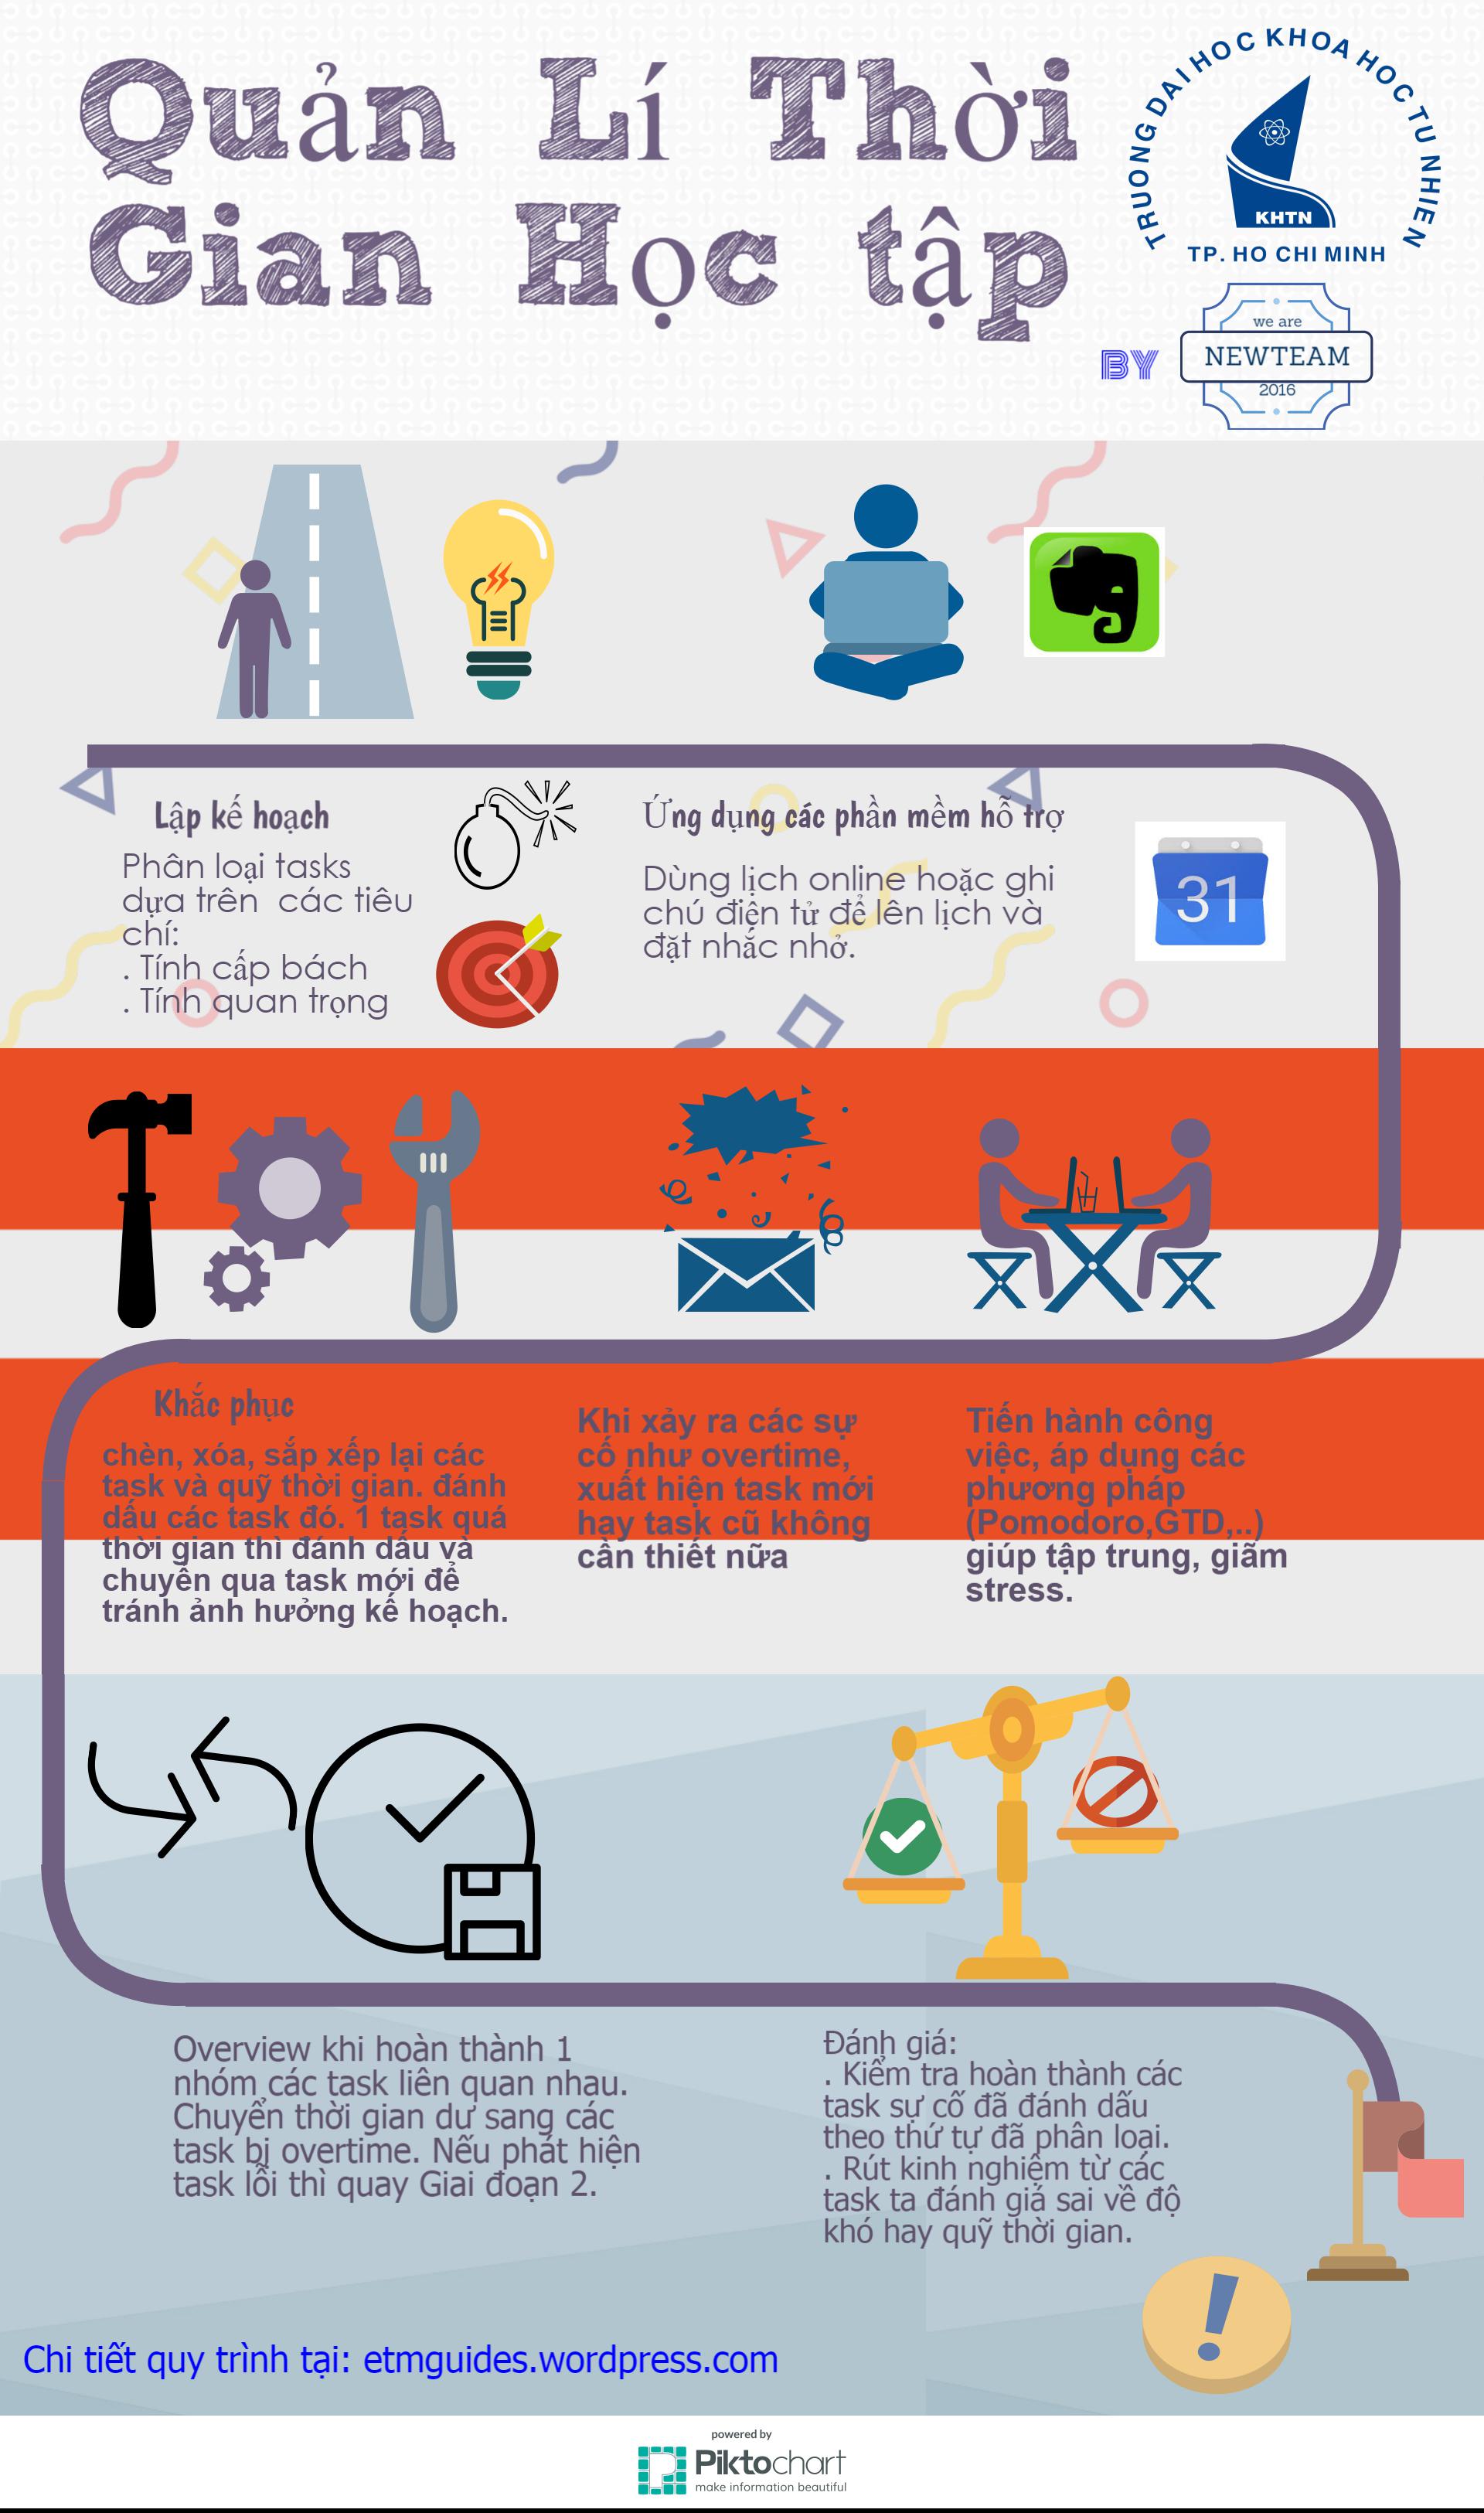 Quản Lí Thời
Gian Học tập
TRUONG DAI HOC KHOA HOC TU NHIEN
KHTN
TP. HO CHI MINH
BY
we are
NEWTEAM
2016
Lập kế hoạch
Phân loại tasks
dựa trên các tiêu
chí:
. Tính cấp bách
. Tính quan trọng
Ứng dụng các phần mềm hỗ trợ
Dùng lịch online hoặc ghi
chú điện tử để lên lịch và
đặt nhắc nhở.
31
Khắc phục
chèn, xóa, sắp xếp lại các
task và quỹ thời gian. đánh
dấu các task đó. 1 task quá
thời gian thì đánh dấu và
chuyển qua task mới để
tránh ảnh hưởng kế hoạch.
Khi xảy ra các sự
cố như overtime,
xuất hiện task mới
hay task cũ không
cần thiết nữa
Tiến hành công
việc, áp dụng các
phương pháp
(Pomodoro,GTD,..)
giúp tập trung, giãm
stress.
Overview khi hoàn thành 1
nhóm các task liên quan nhau.
Chuyển thời gian dư sang các
task bị overtime. Nếu phát hiện
task lỗi thì quay Giai đoạn 2.
Đánh giá:
. Kiểm tra hoàn thành các
task sự cố đã đánh dấu
theo thứ tự đã phân loại.
. Rút kinh nghiệm từ các
task ta đánh giá sai về độ
khó hay quỹ thời gian.
Chi tiết quy trình tại: etmguides.wordpress.com
powered by
Piktochart
make information beautiful